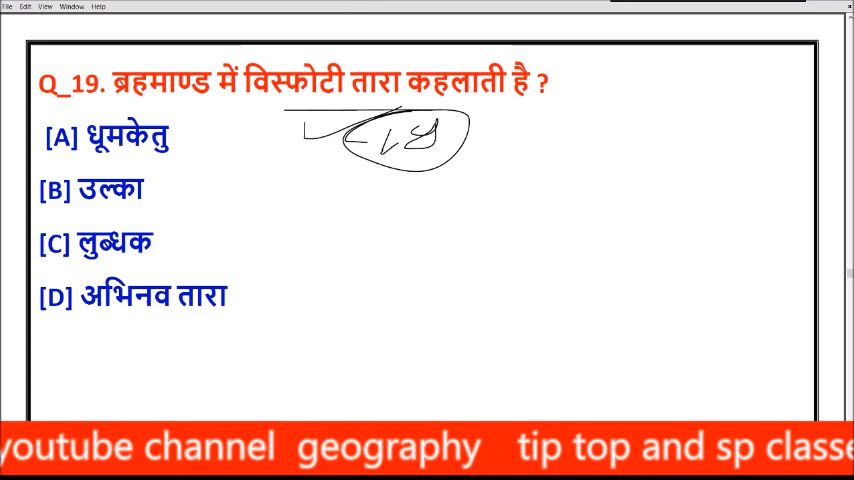 File Edit View Window Help
Q_19. ब्रहमाण्ड में विस्फोटी तारा कहलाती है ?
[A] धूमकेतु
[B] उल्का
[C] लुब्धक
[D] अभिनव तारा
youtube channel geography tip top and sp classe